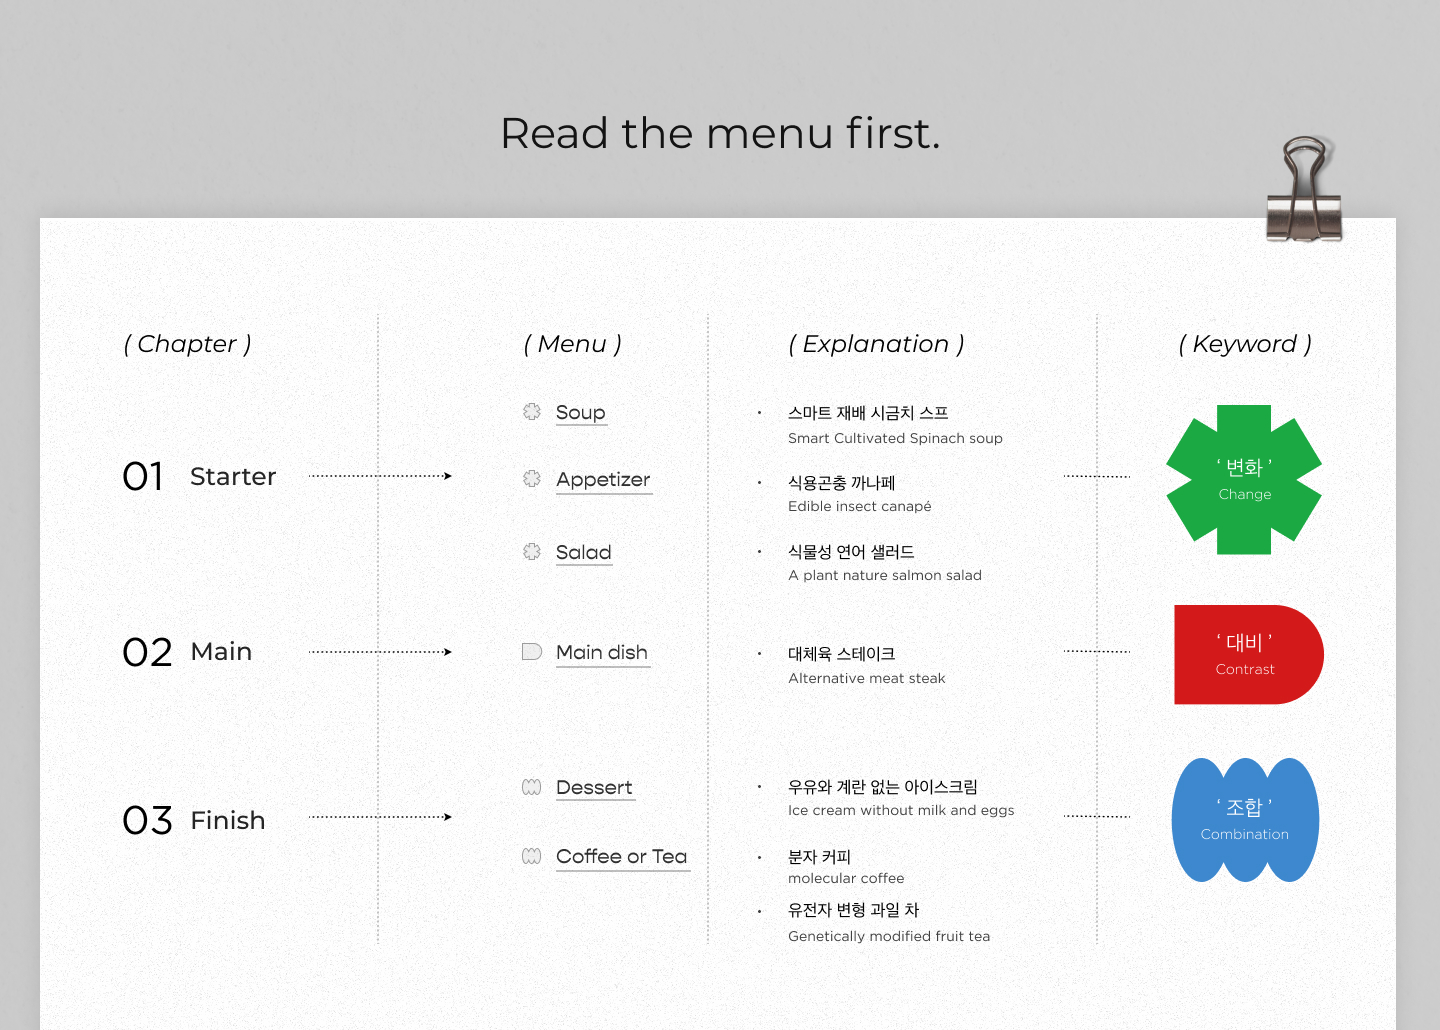 Read the menu first.
( Chapter )
( Menu )
( Explanation )
( Keyword )
01 Starter
Soup
스마트 재배 시금치 스프
Smart Cultivated Spinach soup
Appetizer
식용곤충 까나페
Edible insect canapé
Salad
식물성 연어 샐러드
A plant nature salmon salad
‘ 변화 ’
Change
02 Main
Main dish
대체육 스테이크
Alternative meat steak
‘ 대비 ’
Contrast
03 Finish
Dessert
우유와 계란 없는 아이스크림
Ice cream without milk and eggs
Coffee or Tea
분자 커피
molecular coffee
유전자 변형 과일 차
Genetically modified fruit tea
‘ 조합 ’
Combination